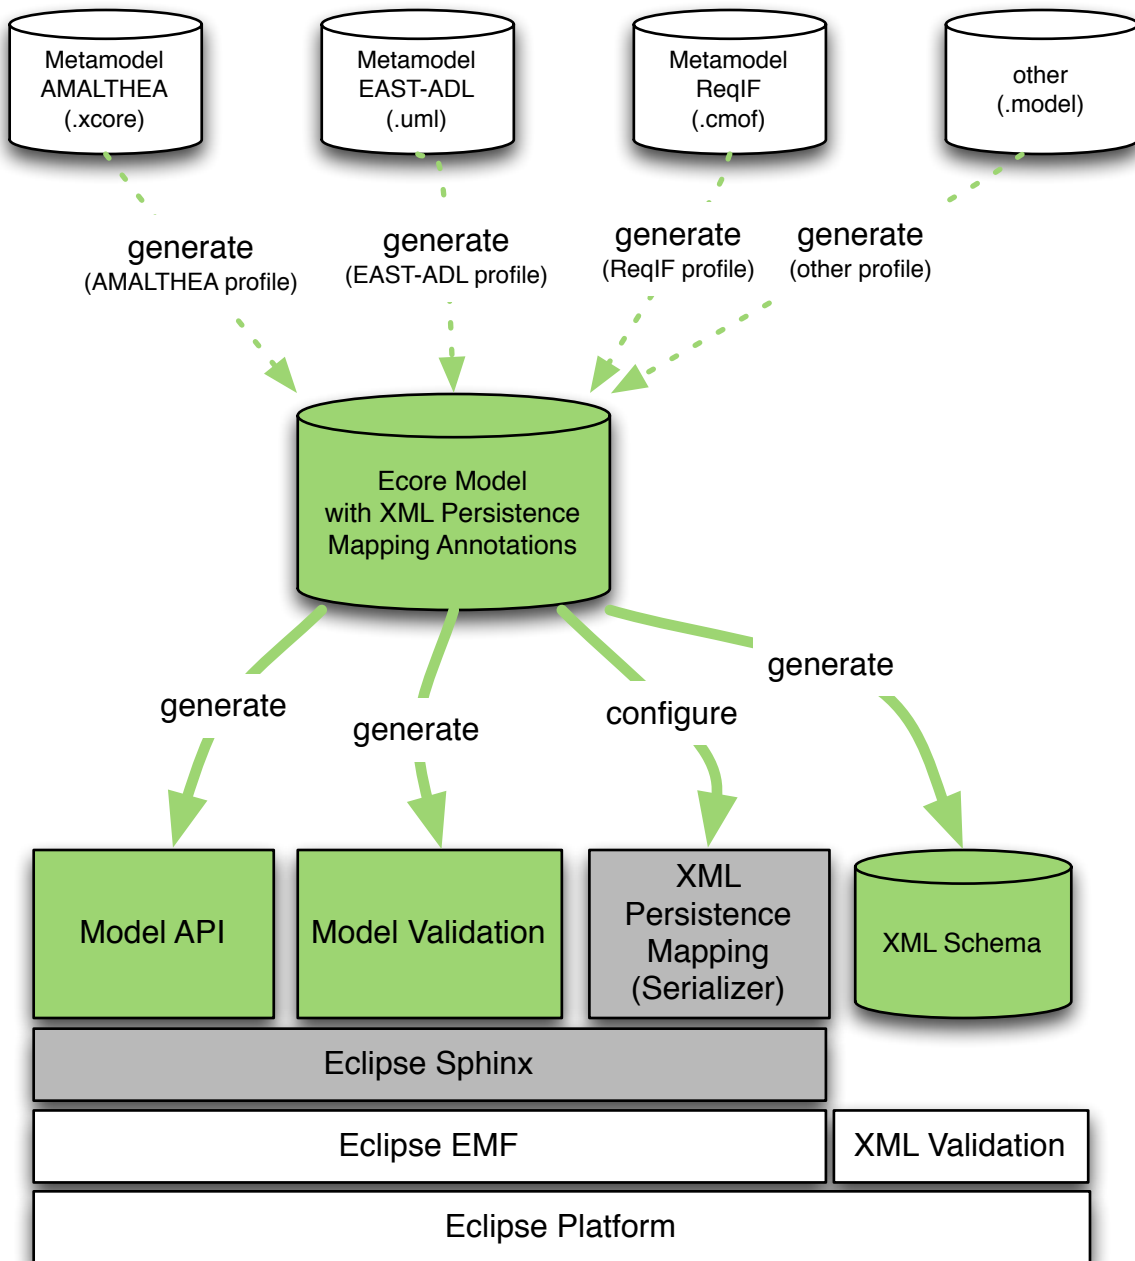 Metamodel
AMALTHEA
(.xcore)
Metamodel
EAST-ADL
(.uml)
Metamodel
ReqIF
(.cmof)
other
(.model)
generate
(AMALTHEA profile)
generate
(EAST-ADL profile)
generate
(ReqIF profile)
generate
(other profile)
Ecore Model
with XML Persistence
Mapping Annotations
generate
generate
configure
generate
Model API
Model Validation
XML
Persistence
Mapping
(Serializer)
XML Schema
Eclipse Sphinx
Eclipse EMF
XML Validation
Eclipse Platform